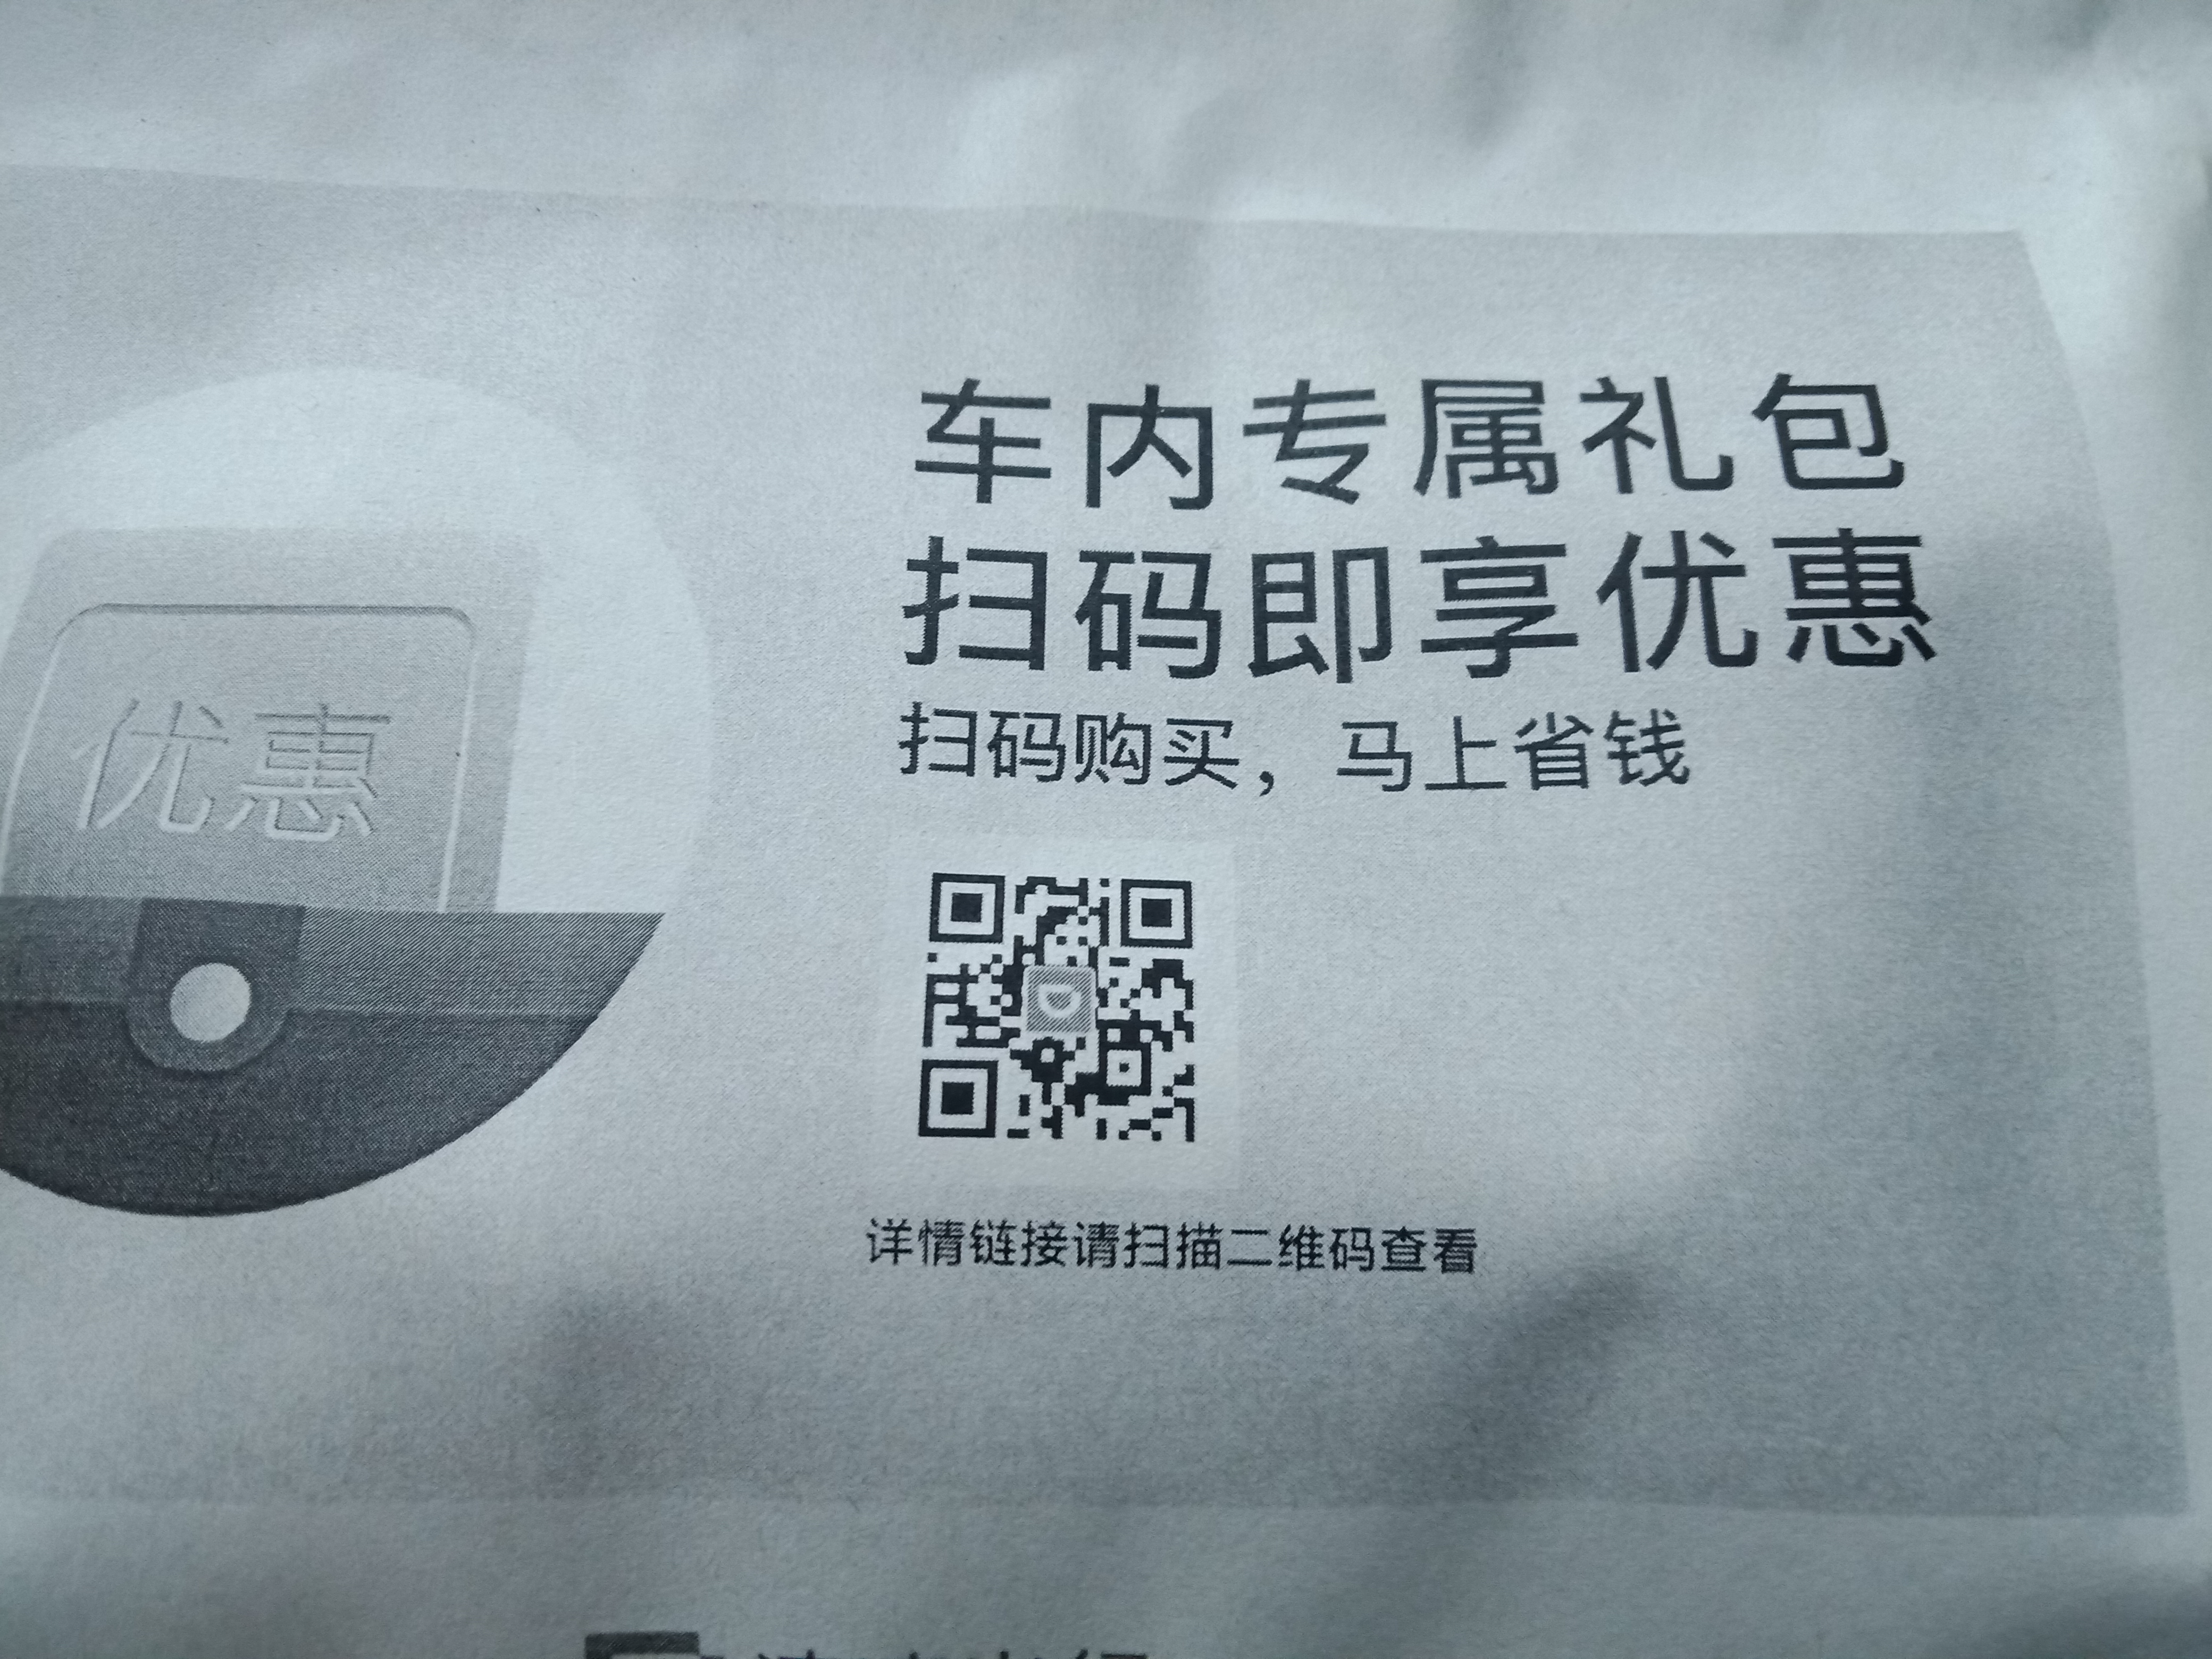 车内专属礼包
扫码即享优惠
扫码购买，马上省钱
优惠
D
详情链接请扫描二维码查看